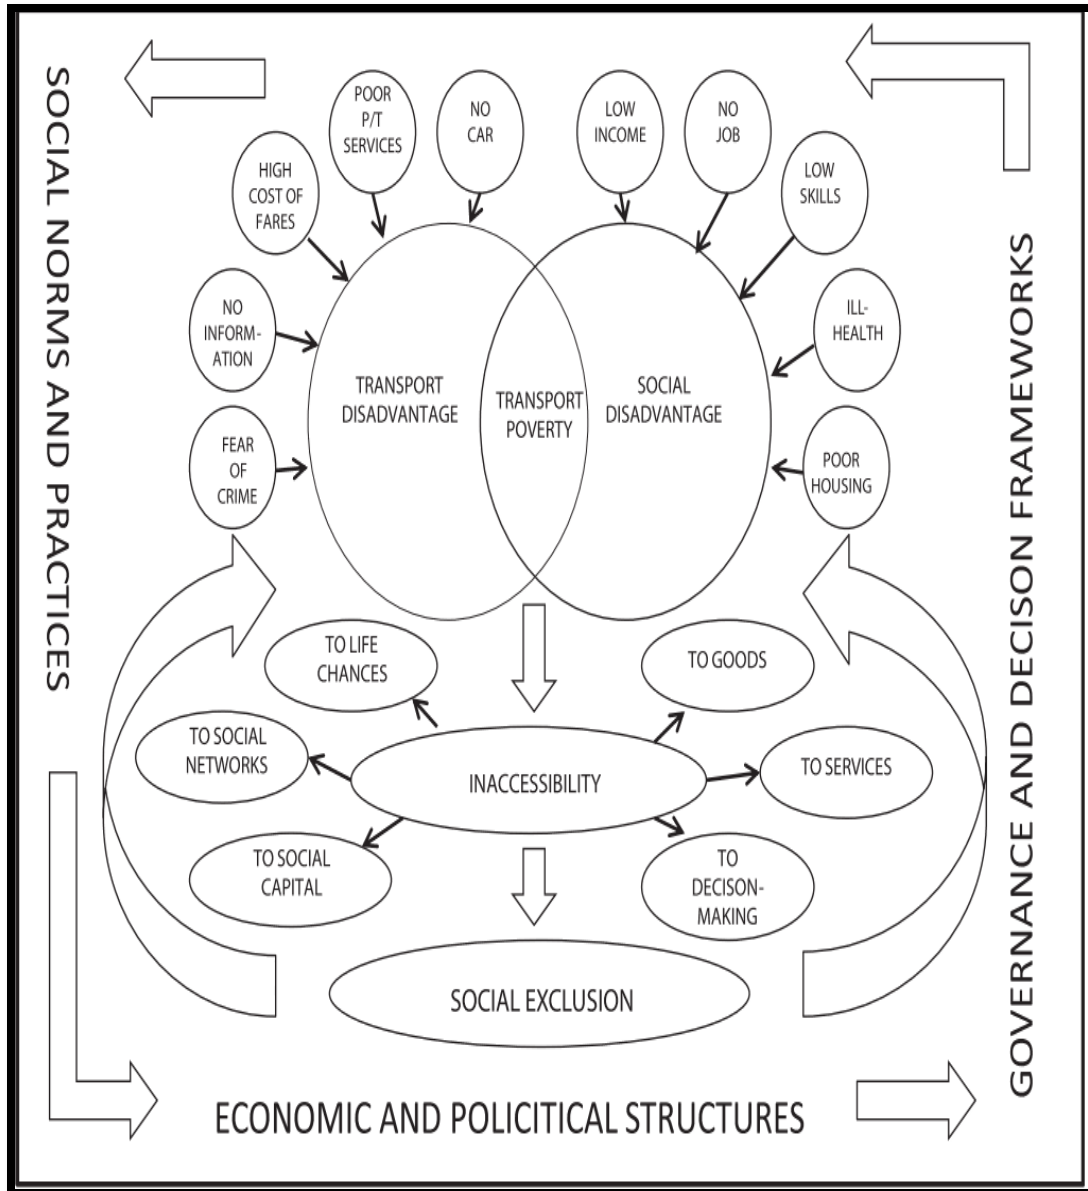 SOCIAL NORMS AND PRACTICES
POOR
P/T
SERVICES
NO
CAR
LOW
INCOME
NO
JOB
HIGH
COST OF
FARES
LOW
SKILLS
NO
INFORM-
ATION
ILL-
HEALTH
TRANSPORT
DISADVANTAGE
TRANSPORT
POVERTY
SOCIAL
DISADVANTAGE
FEAR
OF
CRIME
POOR
HOUSING
GOVERNANCE AND DECISON FRAMEWORKS
TO LIFE
CHANCES
TO GOODS
TO SOCIAL
NETWORKS
INACCESSIBILITY
TO SERVICES
TO SOCIAL
CAPITAL
TO
DECISON-
MAKING
SOCIAL EXCLUSION
ECONOMIC AND POLICITICAL STRUCTURES